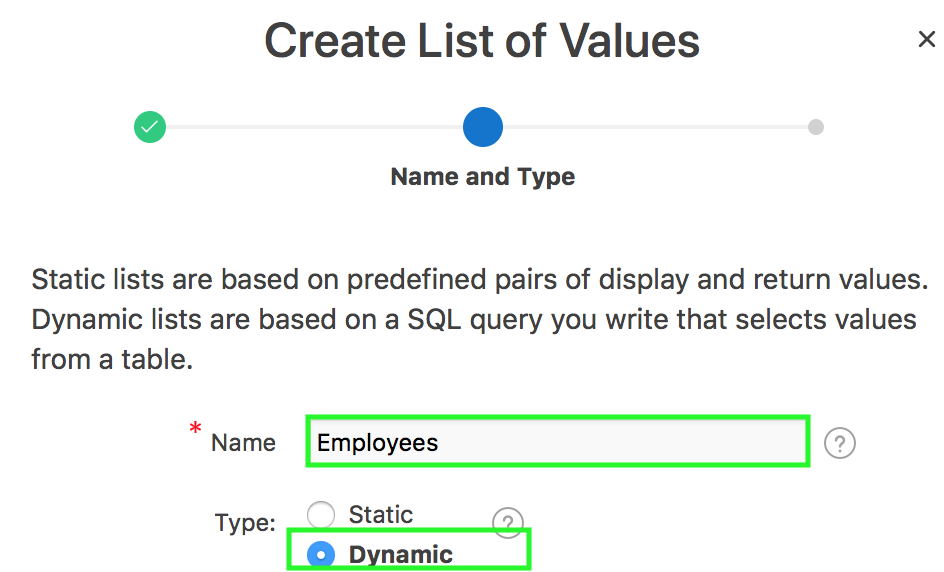 Create List of Values
Name and Type
Static lists are based on predefined pairs of display and return values.
Dynamic lists are based on a SQL query you write that selects values
from a table.
* Name Employees ?
Type: Static ?
Dynamic